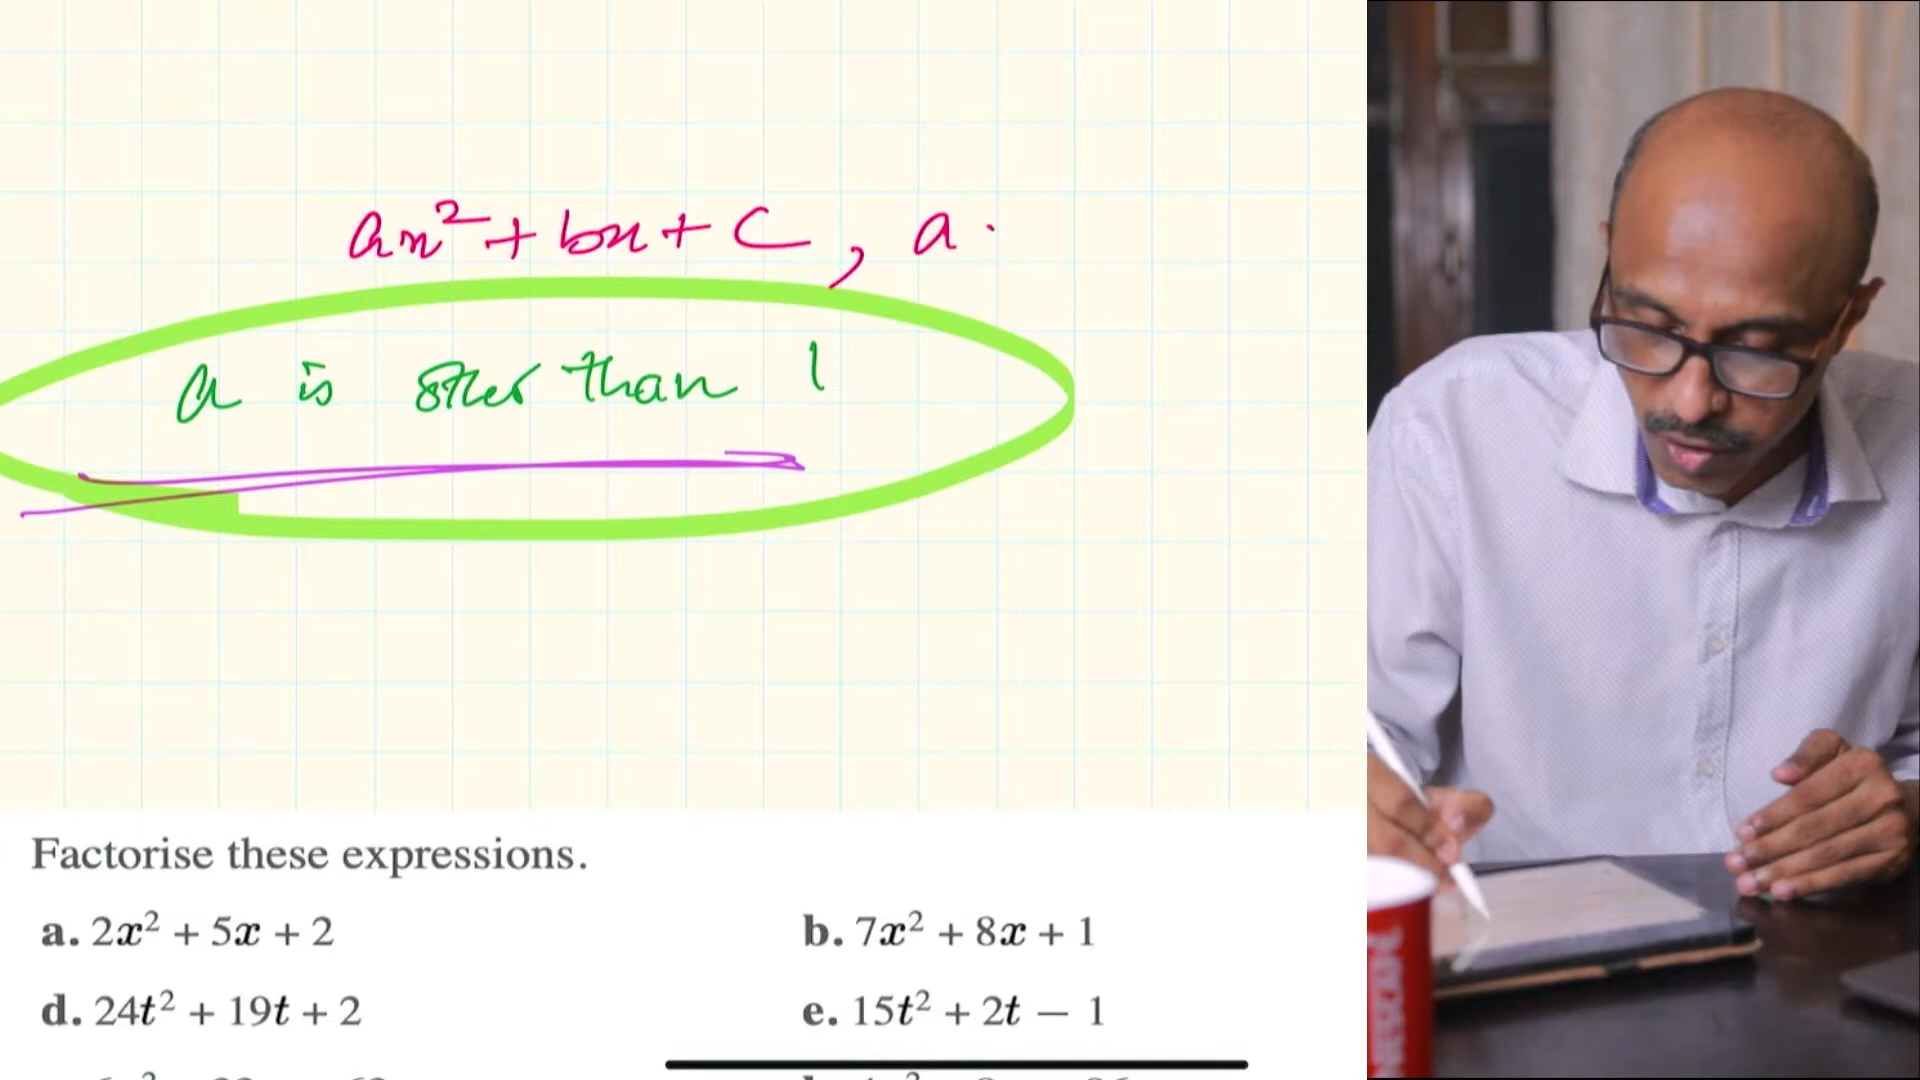 ax² + bx + c, a.
a is other than 1
Factorise these expressions.
a. 2x² + 5x + 2
b. 7x² + 8x + 1
d. 24t² + 19t + 2
e. 15t² + 2t − 1
NESCAFÉ